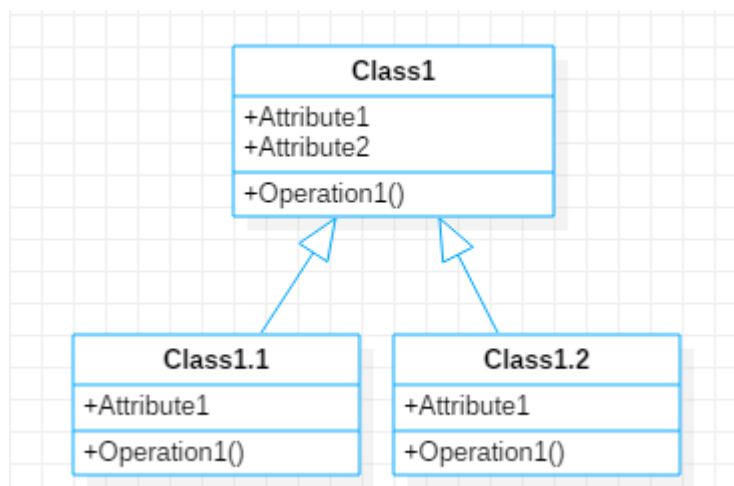 Class1
+Attribute1
+Attribute2
+Operation1()
Class1.1
+Attribute1
+Operation1()
Class1.2
+Attribute1
+Operation1()